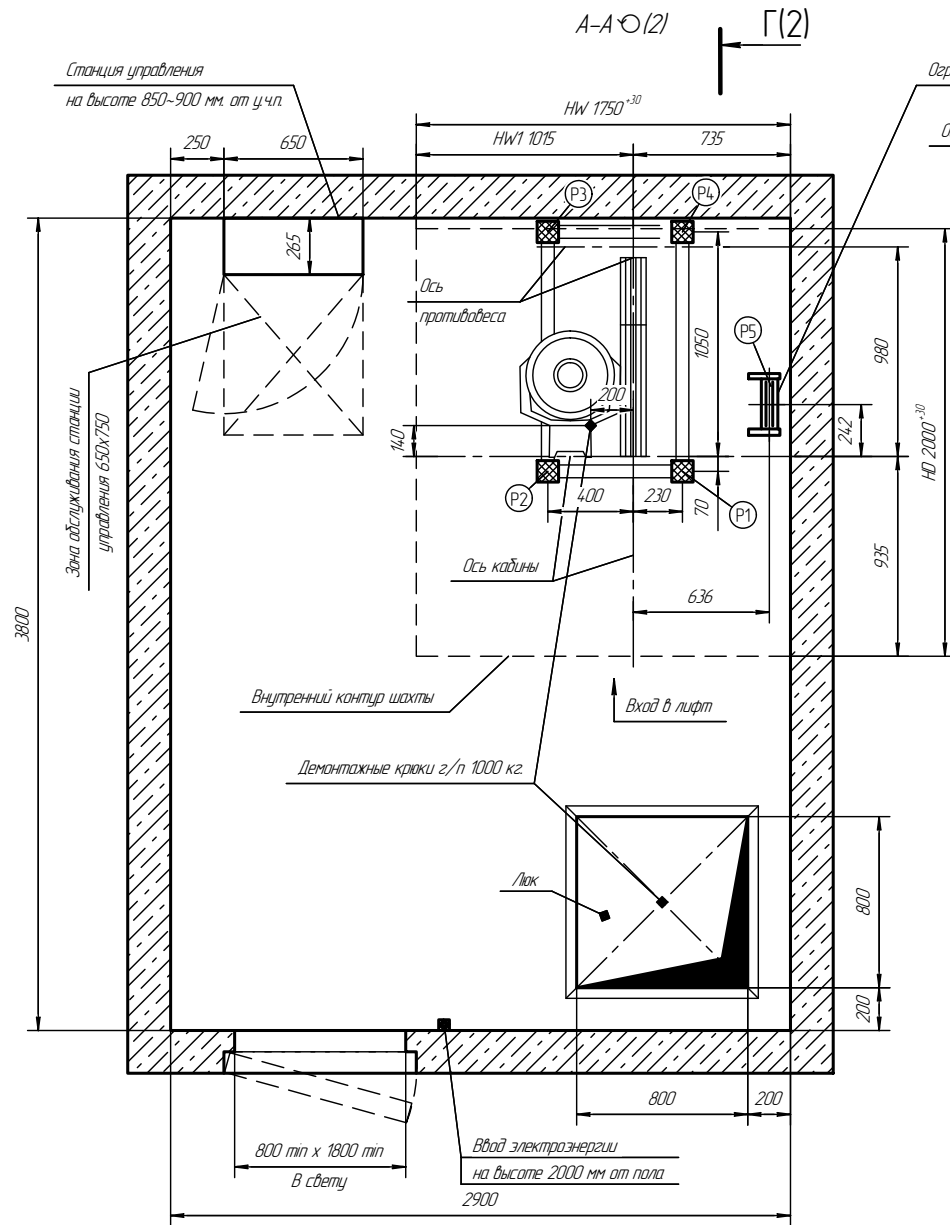 А-А (2)
Г(2)
Станция управления
на высоте 850~900 мм. от у.ч.п.
Огр
О
HW 1750⁺³⁰
250
650
HW1 1015
735
P3
P4
265
Ось
противовеса
1050
980
P5
200
140
242
HD 2000⁺³⁰
Зона обслуживания станции
управления 650х750
P2
400
230
70
P1
935
Ось кабины
636
3800
Внутренний контур шахты
Вход в лифт
Демонтажные крюки г/п 1000 кг.
Люк
800
200
800
200
800 min x 1800 min
В свету
Ввод электроэнергии
на высоте 2000 мм от пола
2900